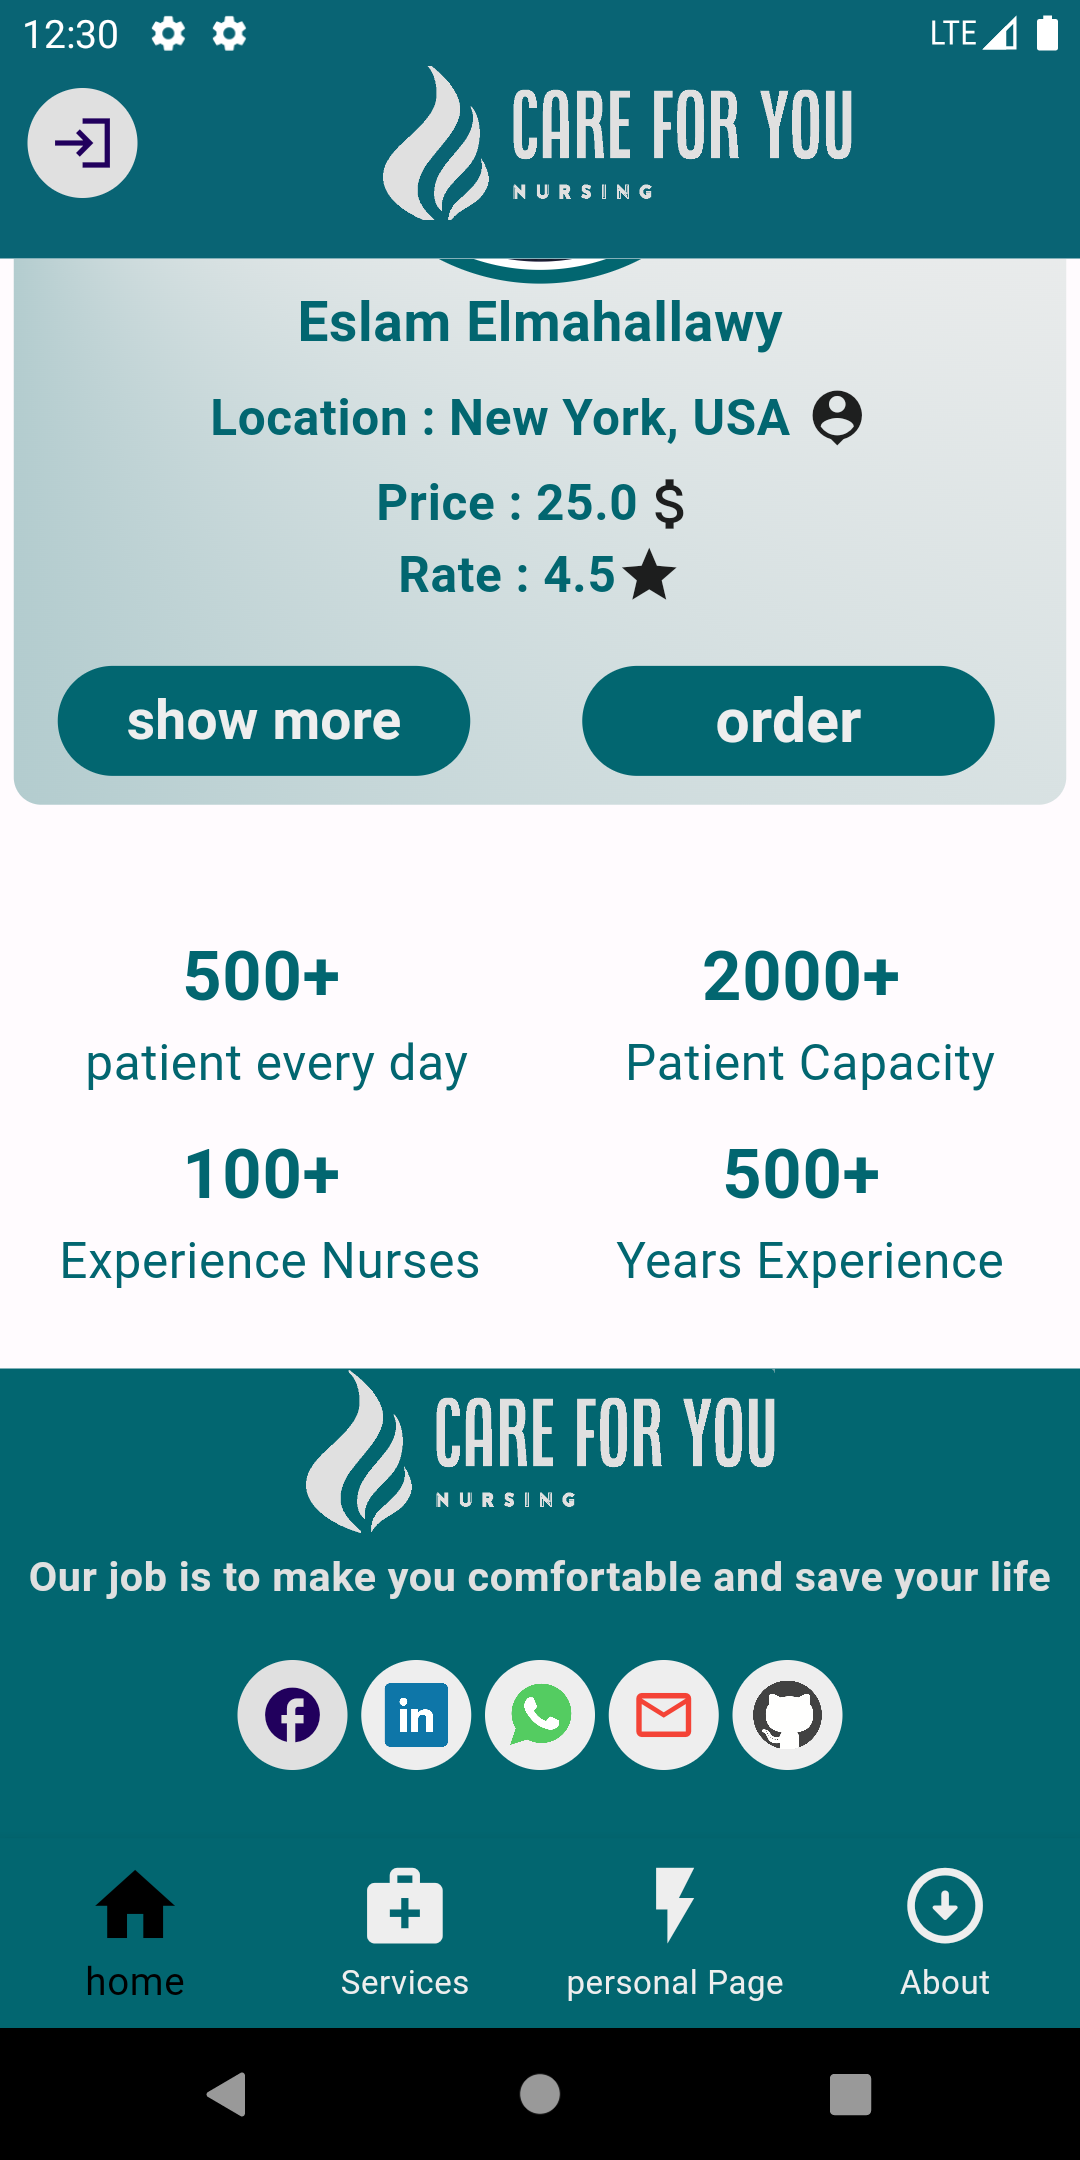 12:30
LTE
CARE FOR YOU
NURSING
Eslam Elmahallawy
Location : New York, USA
Price : 25.0 $
Rate : 4.5
show more
order
500+
2000+
patient every day
Patient Capacity
100+
500+
Experience Nurses
Years Experience
CARE FOR YOU
NURSING
Our job is to make you comfortable and save your life
in
home
Services
personal Page
About